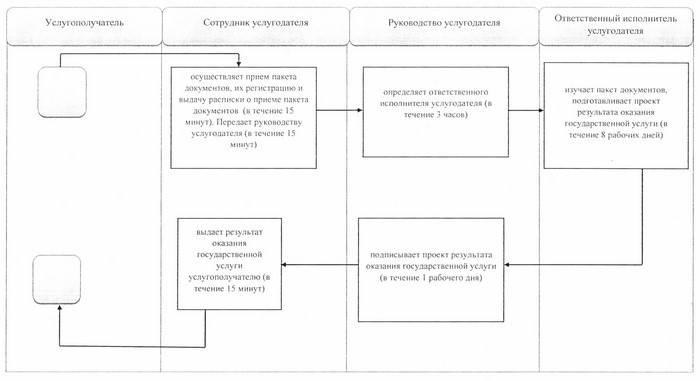 Услугополучатель
Сотрудник услугодателя
Руководство услугодателя
Ответственный исполнитель
услугодателя
осуществляет прием пакета
документов, их регистрацию и
выдачу расписки о приеме пакета
документов (в течение 15
минут). Передает руководству
услугодателя (в течение 15
минут)
определяет ответственного
исполнителя услугодателя (в
течение 3 часов)
изучает пакет документов,
подготавливает проект
результата оказания
государственной услуги (в
течение 8 рабочих дней)
выдает результат
оказания
государственной
услуги
услугополучателю (в
течение 15 минут)
подписывает проект результата
оказания государственной услуги
(в течение 1 рабочего дня)